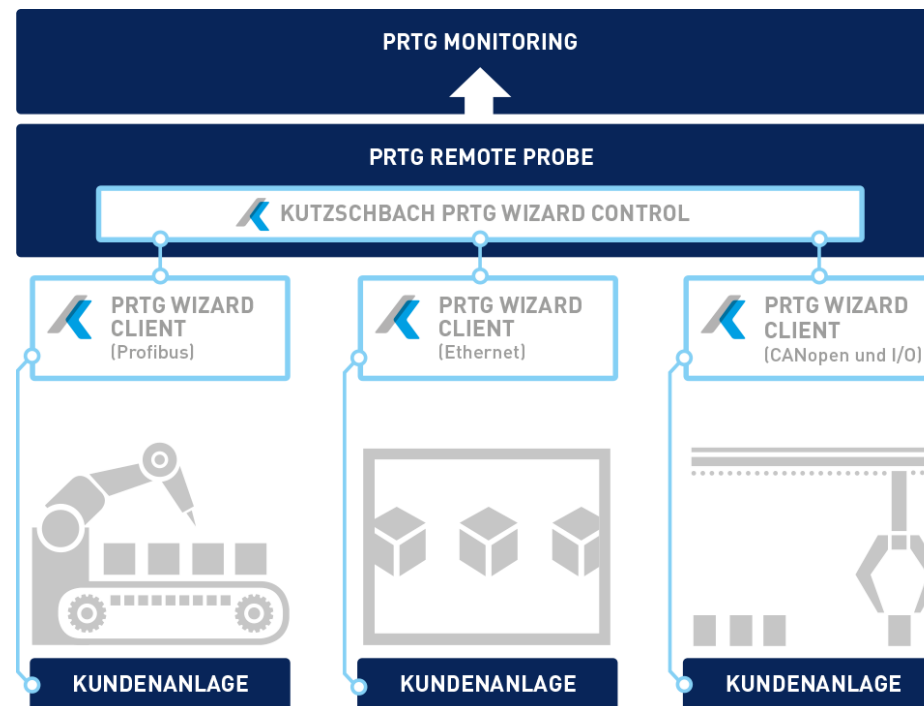 PRTG MONITORING
PRTG REMOTE PROBE
KUTZSCHBACH PRTG WIZARD CONTROL
PRTG WIZARD
CLIENT
(Profibus)
PRTG WIZARD
CLIENT
(Ethernet)
PRTG WIZARD
CLIENT
(CANopen und I/O)
KUNDENANLAGE
KUNDENANLAGE
KUNDENANLAGE